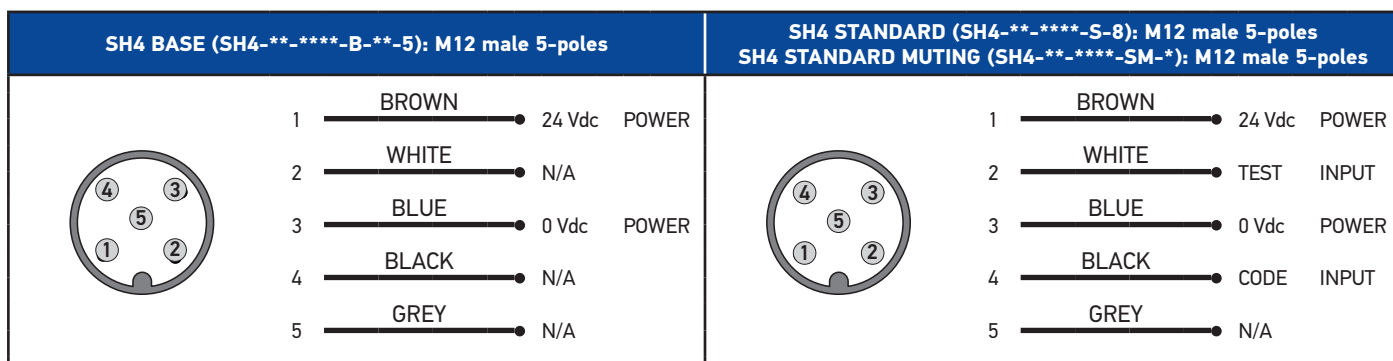 SH4 BASE (SH4-**-****-B-**-5): M12 male 5-poles
4 3
5
1 2
BROWN
1 24 Vdc POWER
WHITE
2 N/A
BLUE
3 0 Vdc POWER
BLACK
4 N/A
GREY
5 N/A
SH4 STANDARD (SH4-**-****-S-8): M12 male 5-poles
SH4 STANDARD MUTING (SH4-**-****-SM-*): M12 male 5-poles
4 3
5
1 2
BROWN
1 24 Vdc POWER
WHITE
2 TEST INPUT
BLUE
3 0 Vdc POWER
BLACK
4 CODE INPUT
GREY
5 N/A